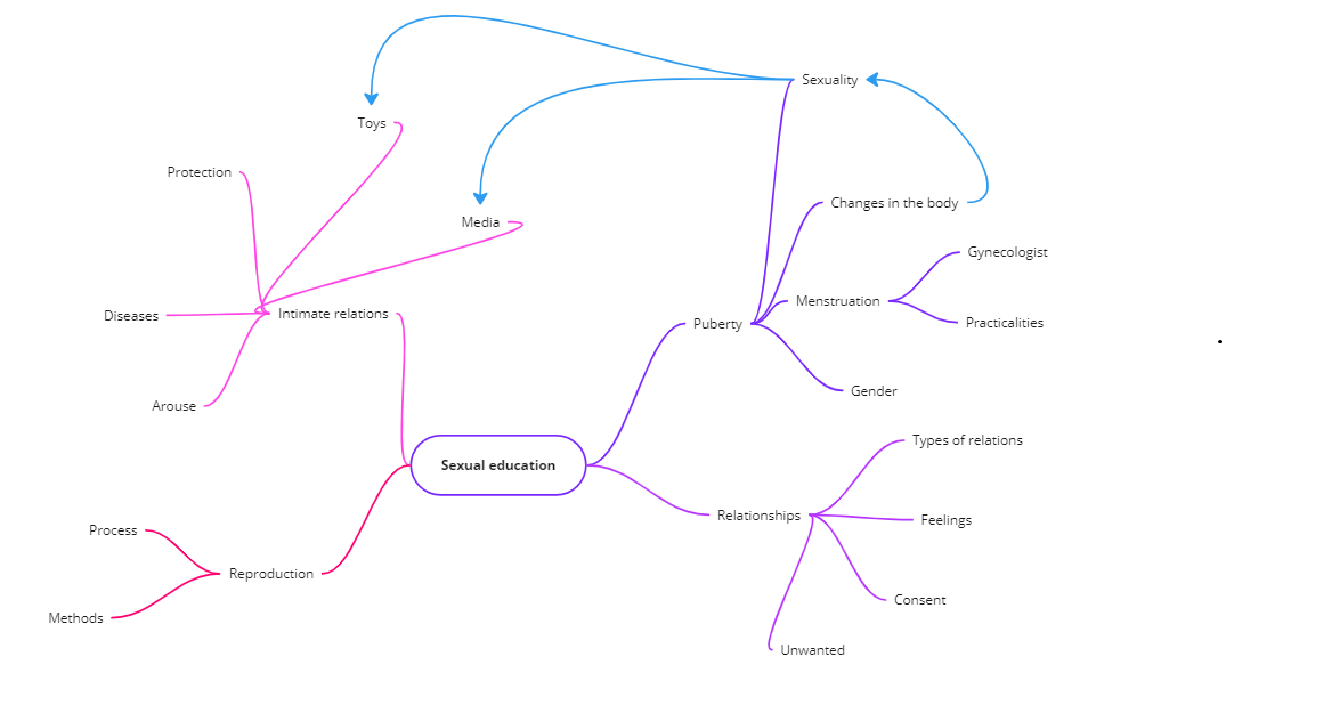 Sexuality
Toys
Protection
Changes in the body
Media
Gynecologist
Menstruation
Diseases
Intimate relations
Puberty
Practicalities
Gender
Arouse
Types of relations
Sexual education
Relationships
Feelings
Process
Reproduction
Consent
Methods
Unwanted